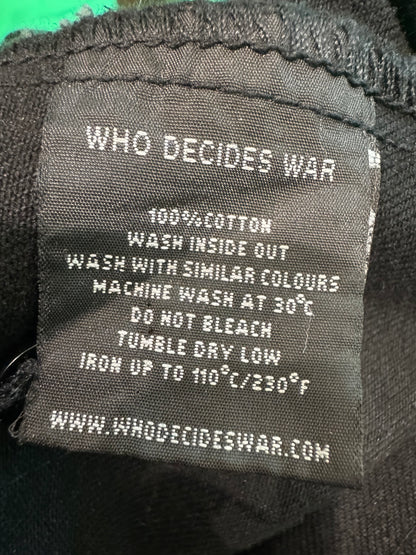 WHO DECIDES WAR
100% COTTON
WASH INSIDE OUT
WASH WITH SIMILAR COLOURS
MACHINE WASH AT 30°C
DO NOT BLEACH
TUMBLE DRY LOW
IRON UP TO 110°C/230°F
WWW.WHODECIDESWAR.COM